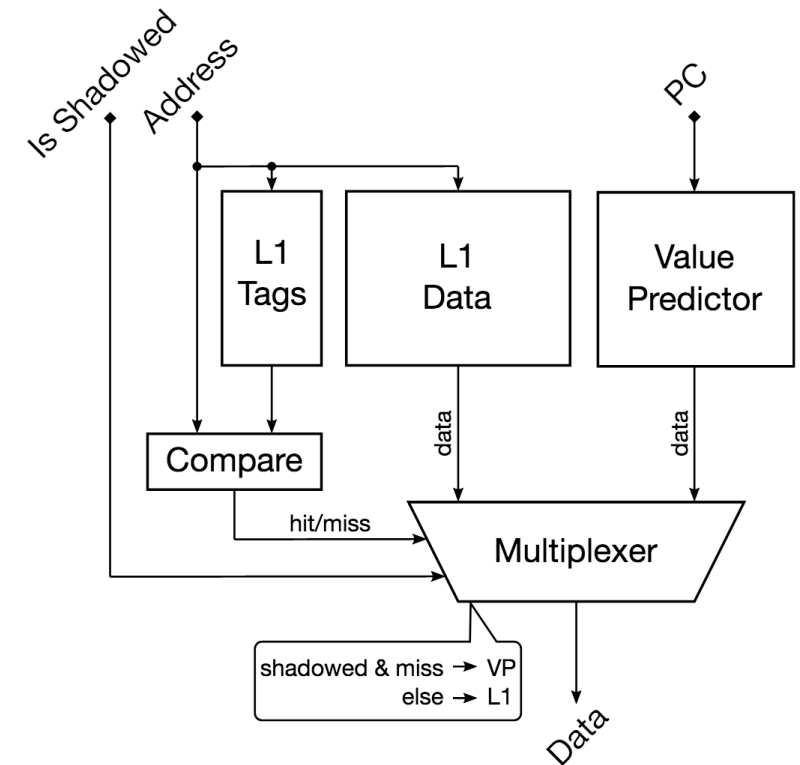 Is Shadowed
Address
PC
L1
Tags
L1
Data
Value
Predictor
data
data
Compare
hit/miss
Multiplexer
shadowed & miss → VP
else → L1
Data